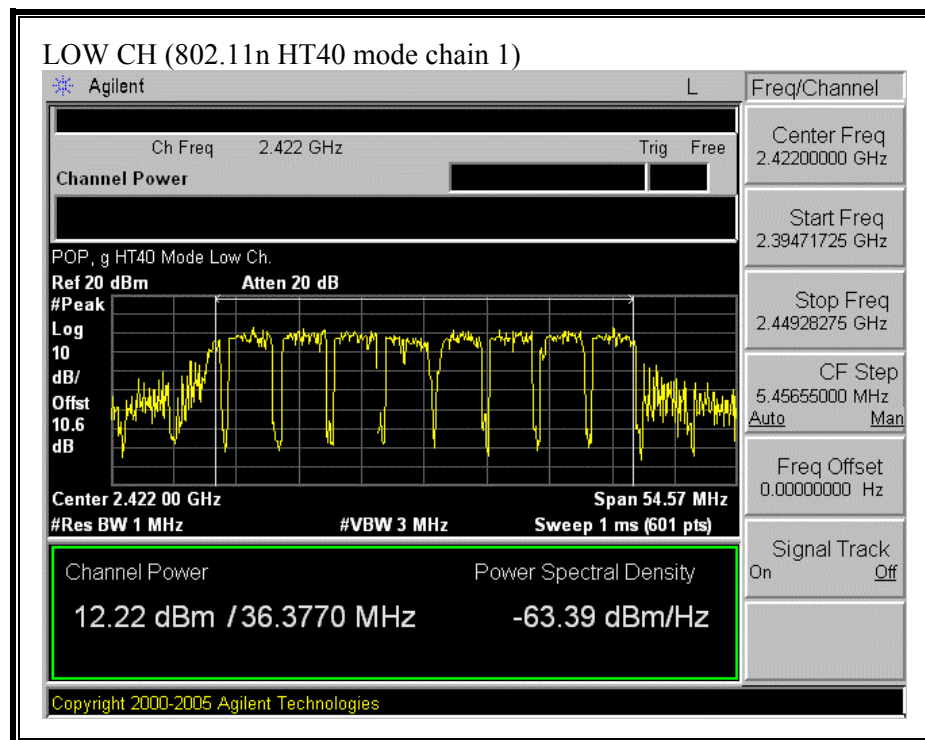 LOW CH (802.11n HT40 mode chain 1)
Agilent L Freq/Channel
Ch Freq 2.422 GHz Trig Free
Channel Power
Center Freq
2.42200000 GHz
Start Freq
2.39471725 GHz
Stop Freq
2.44928275 GHz
CF Step
5.45655000 MHz
Auto Man
Freq Offset
0.00000000 Hz
Signal Track
On Off
POP, g HT40 Mode Low Ch.
Ref 20 dBm Atten 20 dB
#Peak
Log
10
dB/
Offst
10.6
dB
Center 2.422 00 GHz Span 54.57 MHz
#Res BW 1 MHz #VBW 3 MHz Sweep 1 ms (601 pts)
Channel Power Power Spectral Density
12.22 dBm / 36.3770 MHz -63.39 dBm/Hz
Copyright 2000-2005 Agilent Technologies